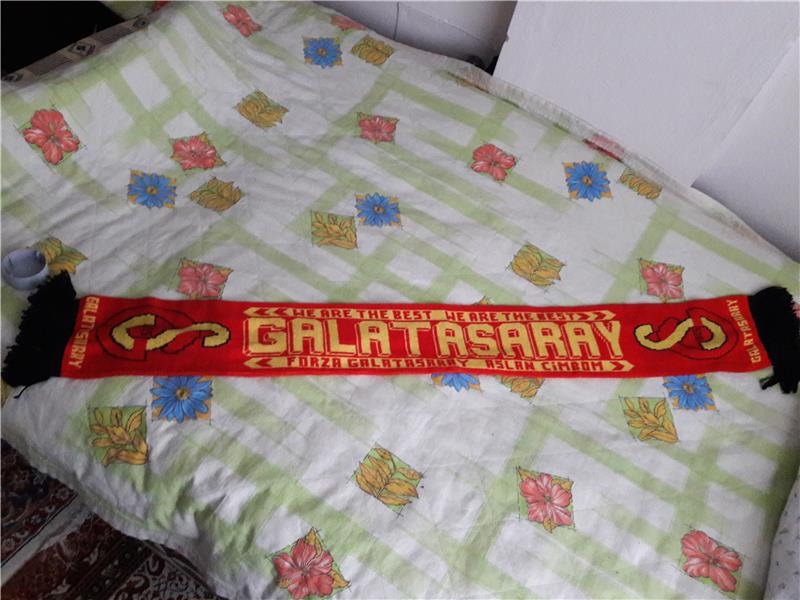 WE ARE THE BEST WE ARE THE BEST
GALATASARAY
GALATASARAY
GALATASARAY
FORZA GALATASARAY ASLAN CiMBOM